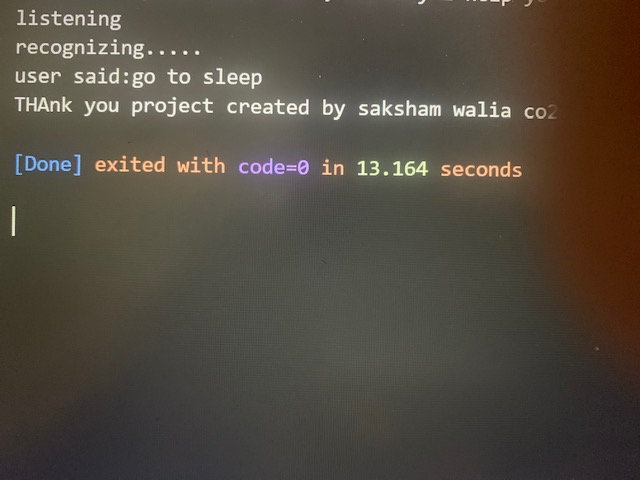 listening
recognizing.....
user said:go to sleep
THAnk you project created by saksham walia co2
[Done] exited with code=0 in 13.164 seconds